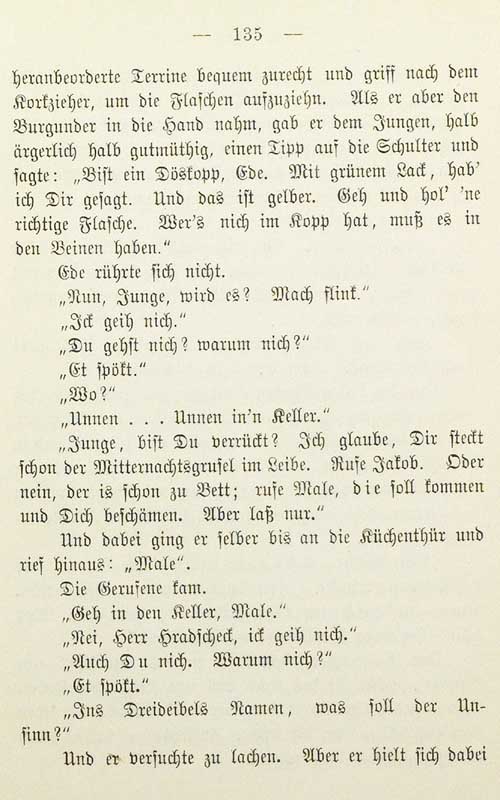 — 135 —
heranbeorderte Terrine bequem zurecht und griff nach dem
Korkzieher, um die Flaschen aufzuziehn. Als er aber den
Burgunder in die Hand nahm, gab er dem Jungen, halb
ärgerlich halb gutmüthig, einen Tipp auf die Schulter und
sagte: „Bist ein Döskopp, Ede. Mit grünem Lack, hab'
ich Dir gesagt. Und das ist gelber. Geh und hol' 'ne
richtige Flasche. Wer's nich im Kopp hat, muß es in
den Beinen haben.“
Ede rührte sich nicht.
„Nun, Junge, wird es? Mach flink.“
„Ick geih nich.“
„Du gehst nich? warum nich?“
„Et spökt.“
„Wo?“
„Unnen . . . Unnen in'n Keller.“
„Junge, bist Du verrückt? Ich glaube, Dir steckt
schon der Mitternachtsgrusel im Leibe. Rufe Jakob. Oder
nein, der is schon zu Bett; rufe Male, die soll kommen
und Dich beschämen. Aber laß nur.“
Und dabei ging er selber bis an die Küchenthür und
rief hinaus: „Male“.
Die Gerufene kam.
„Geh in den Keller, Male.“
„Nei, Herr Hradscheck, ick geih nich.“
„Auch Du nich. Warum nich?“
„Et spökt.“
„Ins Dreideibels Namen, was soll der Un-
sinn?“
Und er versuchte zu lachen. Aber er hielt sich dabei